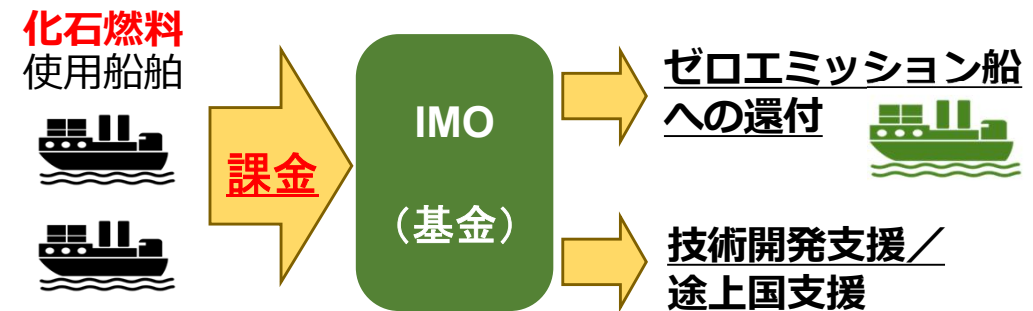 化石燃料
使用船舶
課金
IMO
（基金）
ゼロエミッション船
への還付
技術開発支援／
途上国支援